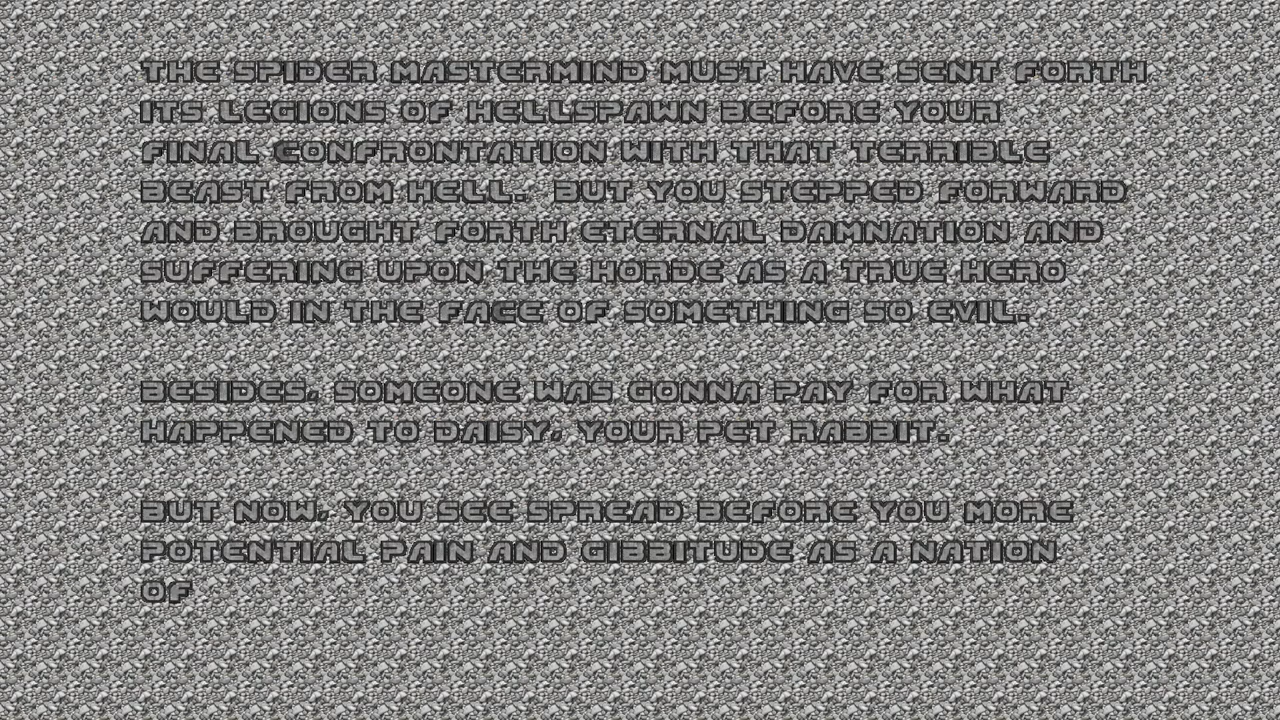 THE SPIDER MASTERMIND MUST HAVE SENT FORTH
ITS LEGIONS OF HELLSPAWN BEFORE YOUR
FINAL CONFRONTATION WITH THAT TERRIBLE
BEAST FROM HELL. BUT YOU STEPPED FORWARD
AND BROUGHT FORTH ETERNAL DAMNATION AND
SUFFERING UPON THE HORDE AS A TRUE HERO
WOULD IN THE FACE OF SOMETHING SO EVIL.
BESIDES, SOMEONE WAS GONNA PAY FOR WHAT
HAPPENED TO DAISY, YOUR PET RABBIT.
BUT NOW, YOU SEE SPREAD BEFORE YOU MORE
POTENTIAL PAIN AND GIBBITUDE AS A NATION
OF